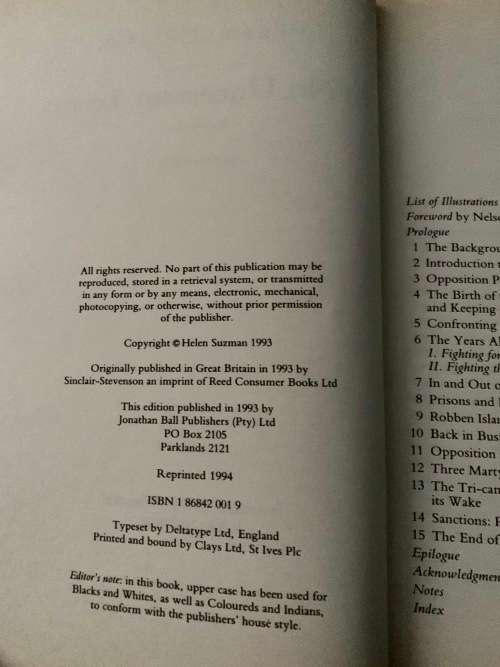 All rights reserved. No part of this publication may be
reproduced, stored in a retrieval system, or transmitted
in any form or by any means, electronic, mechanical,
photocopying, or otherwise, without prior permission
of the publisher.
Copyright © Helen Suzman 1993
Originally published in Great Britain in 1993 by
Sinclair-Stevenson an imprint of Reed Consumer Books Ltd
This edition published in 1993 by
Jonathan Ball Publishers (Pty) Ltd
PO Box 2105
Parklands 2121
Reprinted 1994
ISBN 1 86842 001 9
Typeset by Deltatype Ltd, England
Printed and bound by Clays Ltd, St Ives Plc
Editor's note: in this book, upper case has been used for
Blacks and Whites, as well as Coloureds and Indians,
to conform with the publishers' house style.
List of Illustrations
Foreword by
Prologue
1 The
2 Introduction
3 Opposition
4 The Birth of
and Keeping
5 Confronting
6 The Years
I. Fighting
II. Fighting
7 In and Out
8 Prisons and
9 Robben
10 Back in
11 Opposition
12 Three
13 The
its Wake
14 Sanctions:
15 The End of
Epilogue
Notes
Index